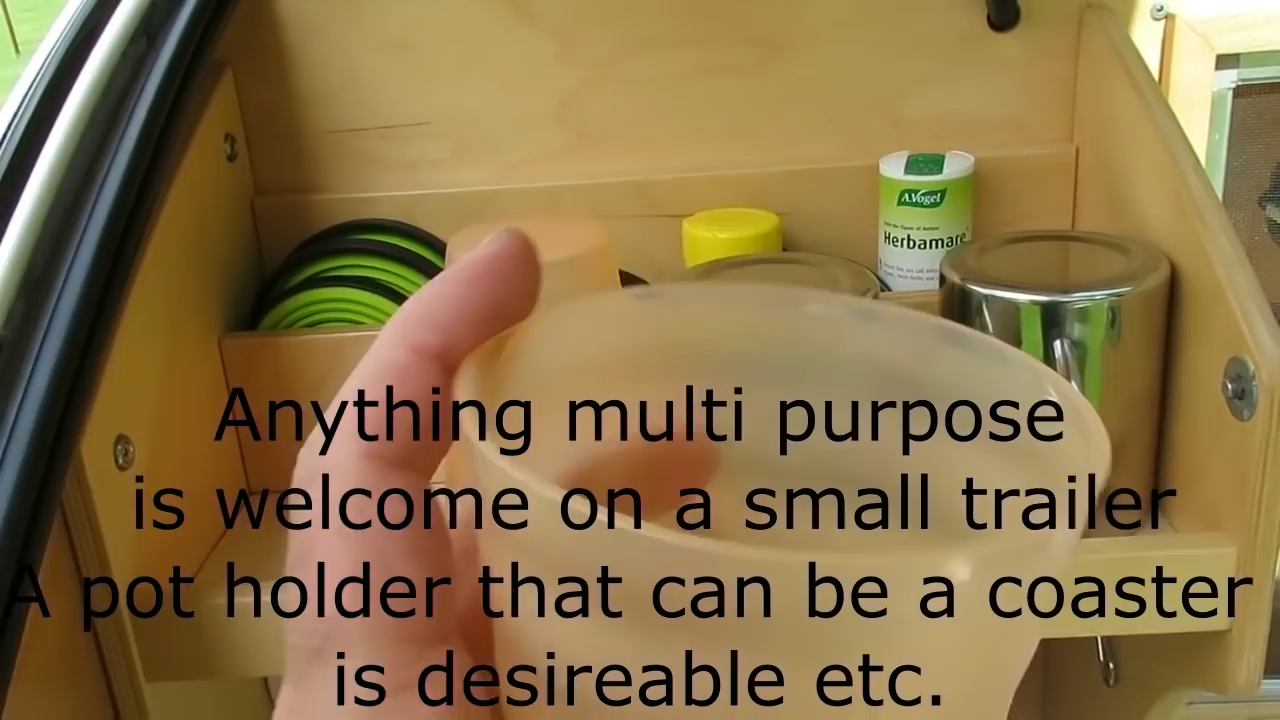 A.Vogel
Herbamare
Anything multi purpose
is welcome on a small trailer
A pot holder that can be a coaster
is desireable etc.